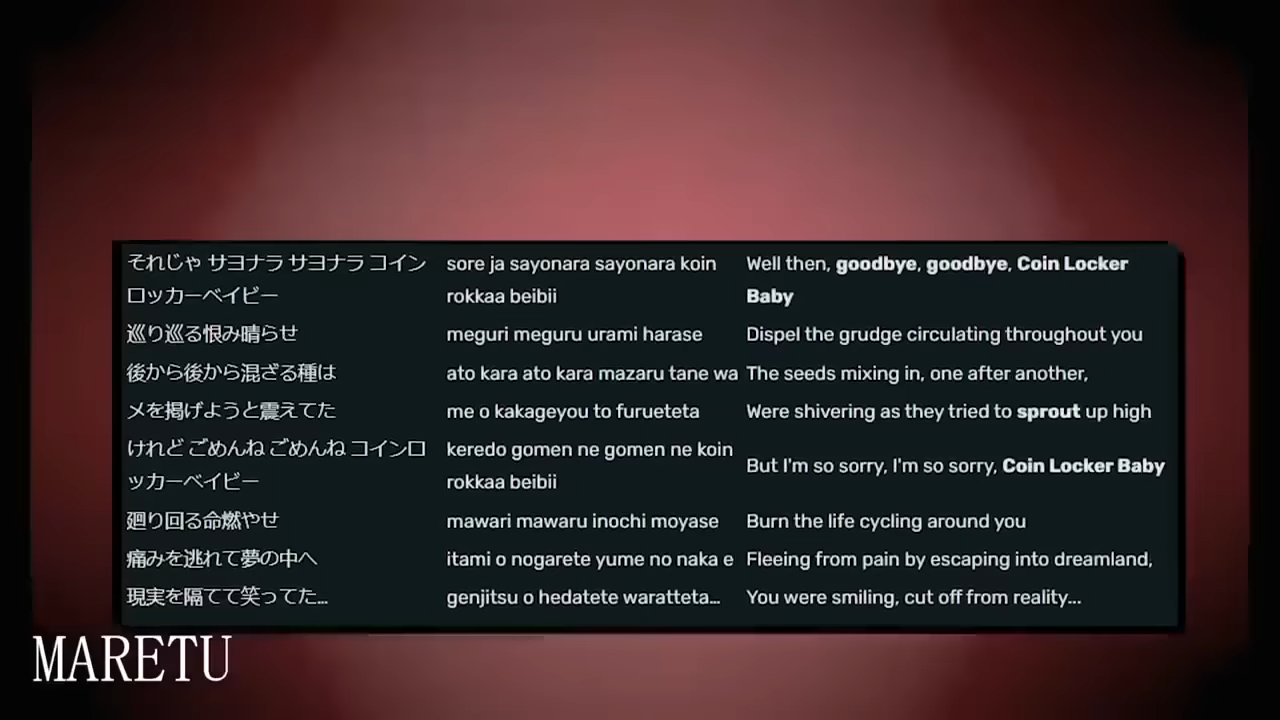 それじゃ サヨナラ サヨナラ コイン
ロッカーベイビー
sore ja sayonara sayonara koin
rokkaa beibii
Well then, goodbye, goodbye, Coin Locker
Baby
巡り巡る恨み晴らせ
meguri meguru urami harase
Dispel the grudge circulating throughout you
後から後から混ざる種は
ato kara ato kara mazaru tane wa
The seeds mixing in, one after another,
メを掲げようと震えてた
me o kakageyou to furueteta
Were shivering as they tried to sprout up high
けれど ごめんね ごめんね コインロ
ッカーベイビー
keredo gomen ne gomen ne koin
rokkaa beibii
But I'm so sorry, I'm so sorry, Coin Locker Baby
廻り回る命燃やせ
mawari mawaru inochi moyase
Burn the life cycling around you
痛みを逃れて夢の中へ
itami o nogarete yume no naka e
Fleeing from pain by escaping into dreamland,
現実を隔てて笑ってた…
genjitsu o hedatete waratteta…
You were smiling, cut off from reality…
MARETU